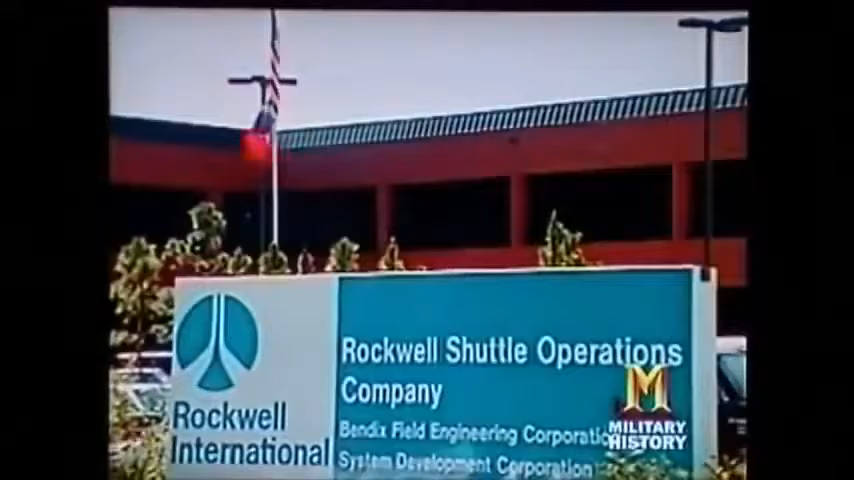 Rockwell
International
Rockwell Shuttle Operations
Company
Bendix Field Engineering Corporation
System Development Corporation
M
MILITARY
HISTORY